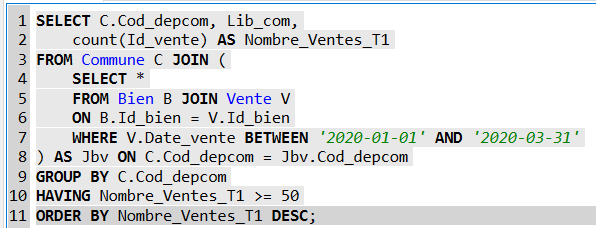 1 SELECT C.Cod_depcom, Lib_com,
2 count(Id_vente) AS Nombre_Ventes_T1
3 FROM Commune C JOIN (
4 SELECT *
5 FROM Bien B JOIN Vente V
6 ON B.Id_bien = V.Id_bien
7 WHERE V.Date_vente BETWEEN '2020-01-01' AND '2020-03-31'
8 ) AS Jbv ON C.Cod_depcom = Jbv.Cod_depcom
9 GROUP BY C.Cod_depcom
10 HAVING Nombre_Ventes_T1 >= 50
11 ORDER BY Nombre_Ventes_T1 DESC;